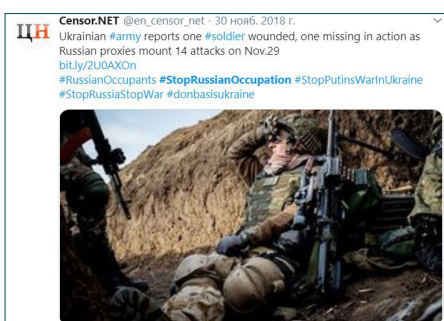 ЦН
Censor.NET @en_censor_net · 30 нояб. 2018 г.
Ukrainian #army reports one #soldier wounded, one missing in action as
Russian proxies mount 14 attacks on Nov.29
bit.ly/2U0AXOn
#RussianOccupants #StopRussianOccupation #StopPutinsWarInUkraine
#StopRussiaStopWar #donbasisukraine